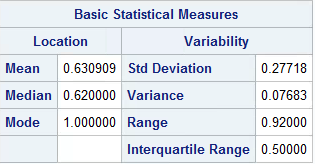 Basic Statistical Measures
Location Variability
Mean 0.630909 Std Deviation 0.27718
Median 0.620000 Variance 0.07683
Mode 1.000000 Range 0.92000
Interquartile Range 0.50000